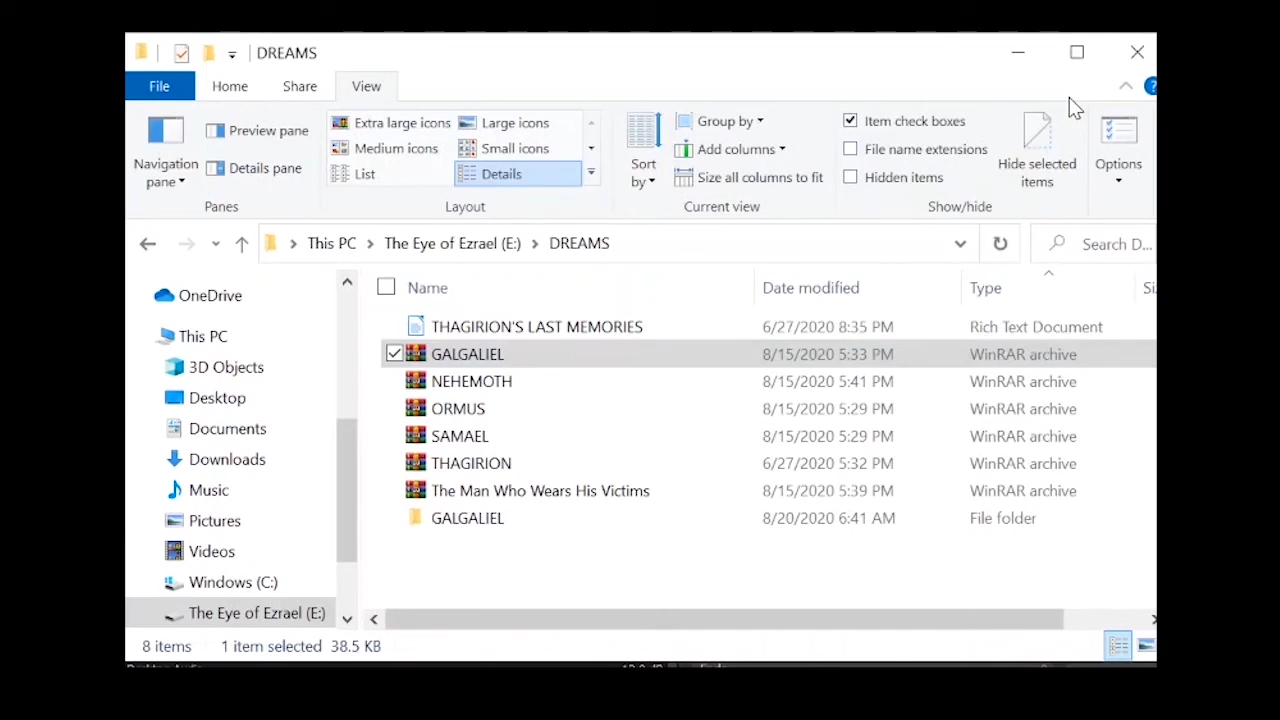 DREAMS
File Home Share View
Navigation pane
Preview pane
Details pane
Panes
Extra large icons Large icons
Medium icons Small icons
List Details
Layout
Sort by
Group by
Add columns
Size all columns to fit
Current view
Item check boxes
File name extensions
Hidden items
Hide selected items
Show/hide
Options
This PC The Eye of Ezrael (E:) DREAMS
Search D...
OneDrive
This PC
3D Objects
Desktop
Documents
Downloads
Music
Pictures
Videos
Windows (C:)
The Eye of Ezrael (E:)
Name Date modified Type
THAGIRION'S LAST MEMORIES 6/27/2020 8:35 PM Rich Text Document
GALGALIEL 8/15/2020 5:33 PM WinRAR archive
NEHEMOTH 8/15/2020 5:41 PM WinRAR archive
ORMUS 8/15/2020 5:29 PM WinRAR archive
SAMAEL 8/15/2020 5:29 PM WinRAR archive
THAGIRION 6/27/2020 5:32 PM WinRAR archive
The Man Who Wears His Victims 8/15/2020 5:39 PM WinRAR archive
GALGALIEL 8/20/2020 6:41 AM File folder
8 items 1 item selected 38.5 KB